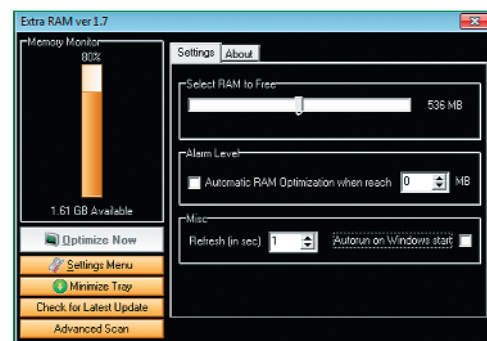 Extra RAM ver 1.7
Memory Monitor
80%
1.61 GB Available
Optimize Now
Settings Menu
Minimize Tray
Check for Latest Update
Advanced Scan
Settings
About
Select RAM to Free
536 MB
Alarm Level
Automatic RAM Optimization when reach 0 MB
Misc
Refresh (in sec) 1 Autorun on Windows start